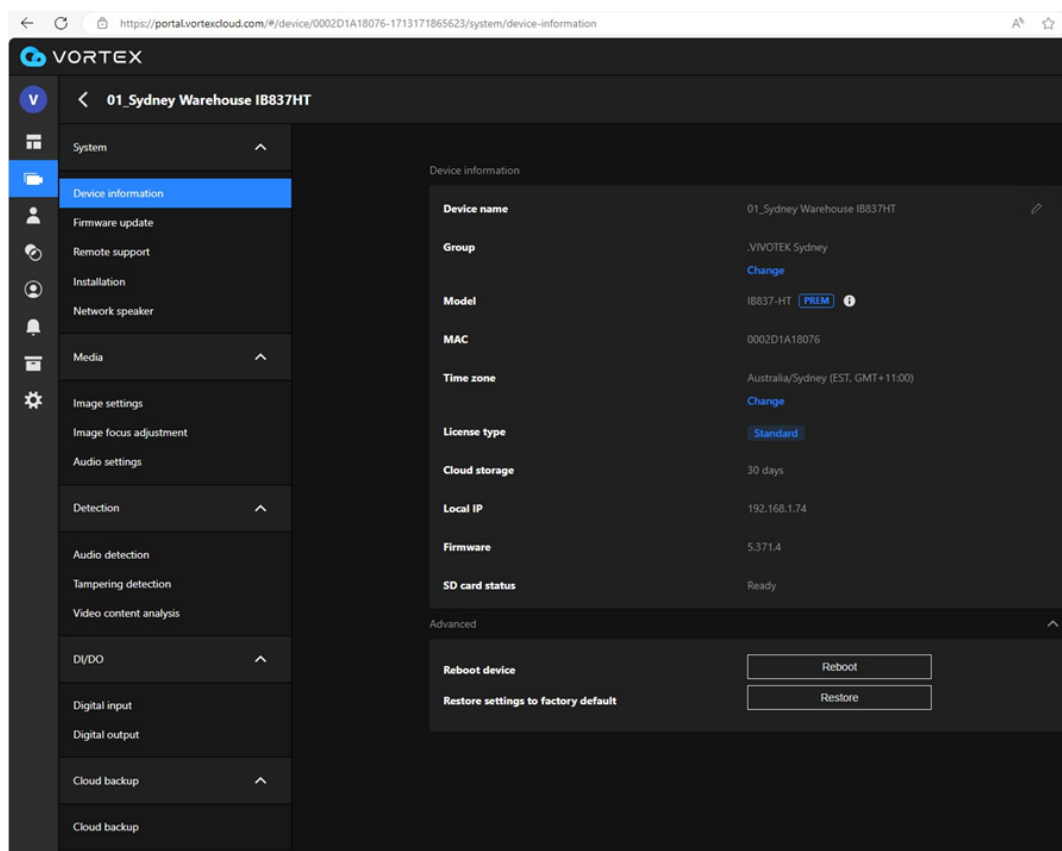 https://portal.vortexcloud.com/#/device/0002D1A18076-1713171865623/system/device-information
VORTEX
V
01_Sydney Warehouse IB837HT
System
Device information
Firmware update
Remote support
Installation
Network speaker
Media
Image settings
Image focus adjustment
Audio settings
Detection
Audio detection
Tampering detection
Video content analysis
DI/DO
Digital input
Digital output
Cloud backup
Cloud backup
Device information
Device name 01_Sydney Warehouse IB837HT
Group .VIVOTEK Sydney
Change
Model IB837-HT PREM
MAC 0002D1A18076
Time zone Australia/Sydney (EST, GMT+11:00)
Change
License type Standard
Cloud storage 30 days
Local IP 192.168.1.74
Firmware 5.371.4
SD card status Ready
Advanced
Reboot device Reboot
Restore settings to factory default Restore